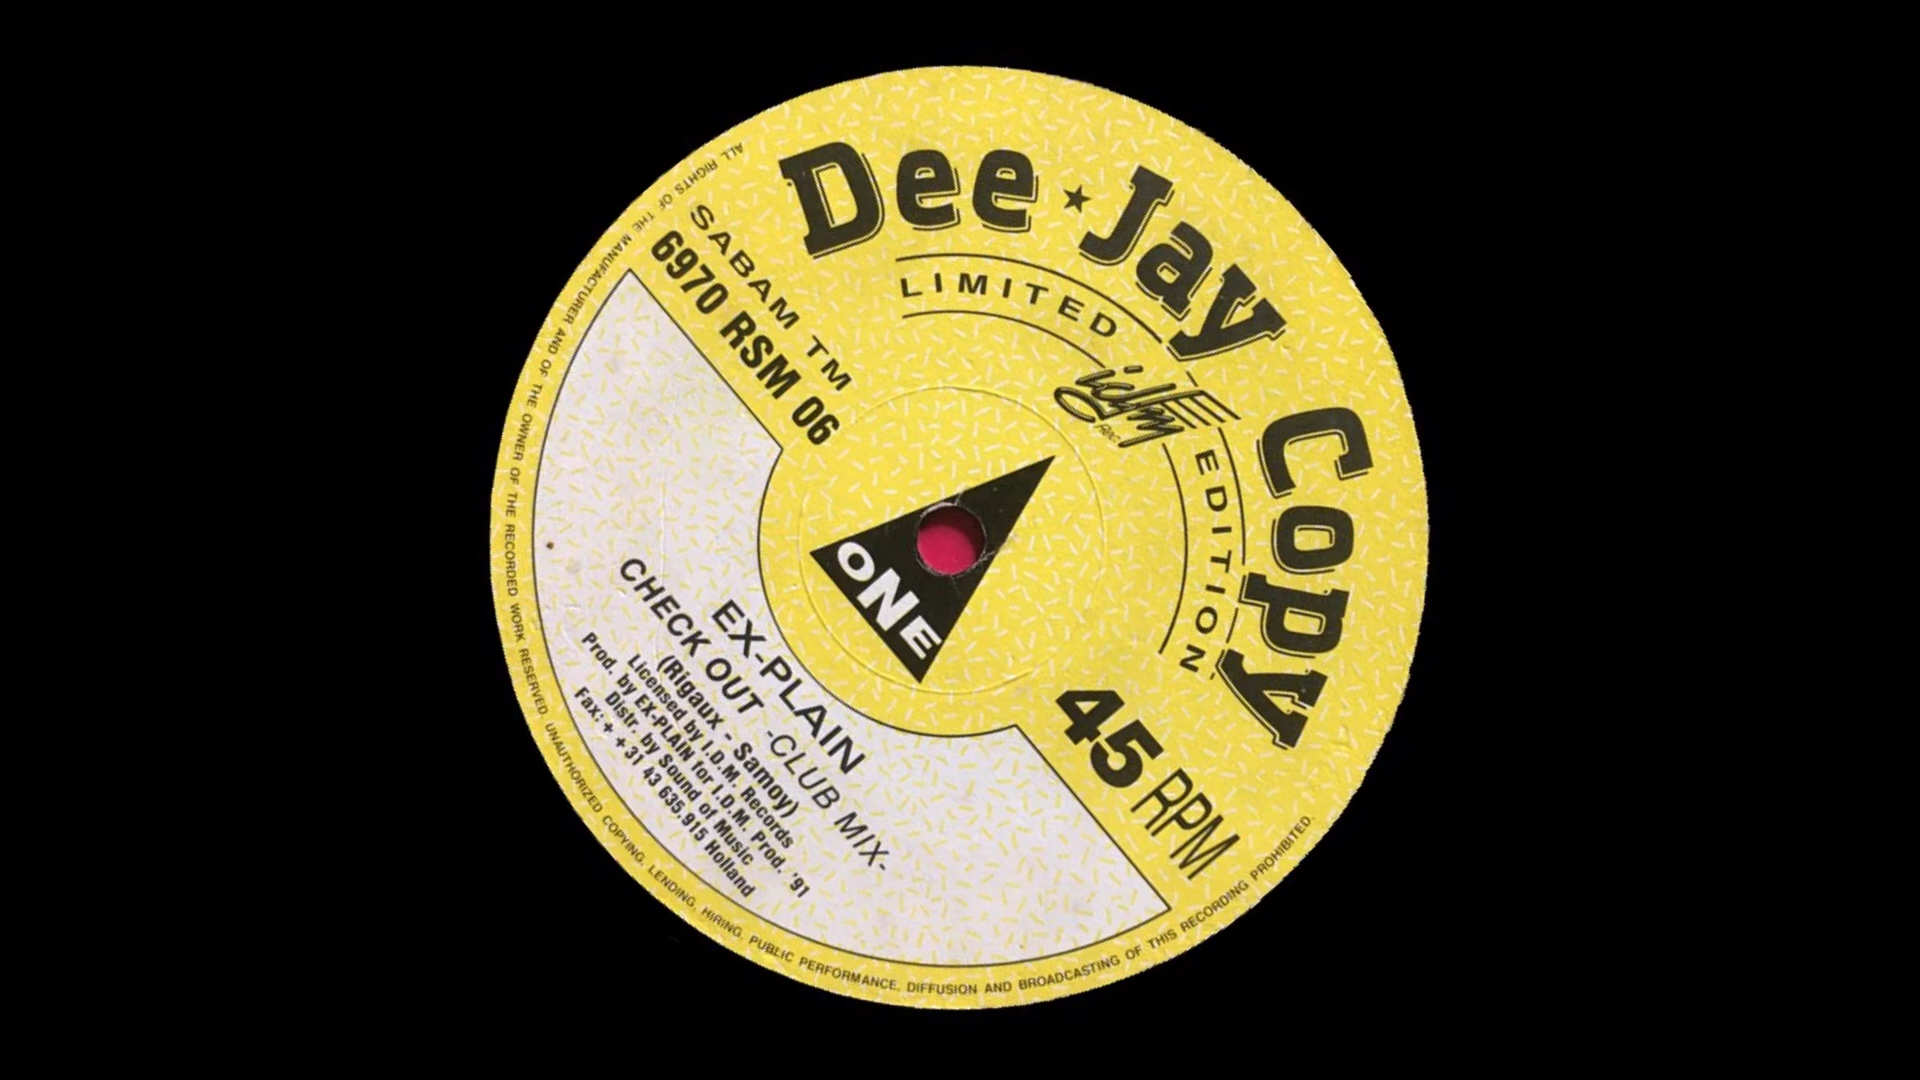 Dee ★ Jay Copy
LIMITED EDITION
idm
REC.
SABAM TM
6970 RSM 06
45 RPM
ONE
EX-PLAIN
CHECK OUT -CLUB MIX-
(Rigaux - Samoy)
Licensed by I.D.M. Records
Prod. by EX-PLAIN for I.D.M. Prod. '91
Distr. by Sound of Music
Fax: + +31 43 635.915 Holland
ALL RIGHTS OF THE MANUFACTURER AND OF THE OWNER OF THE RECORDED WORK RESERVED. UNAUTHORIZED COPYING, LENDING, HIRING, PUBLIC PERFORMANCE, DIFFUSION AND BROADCASTING OF THIS RECORDING PROHIBITED.